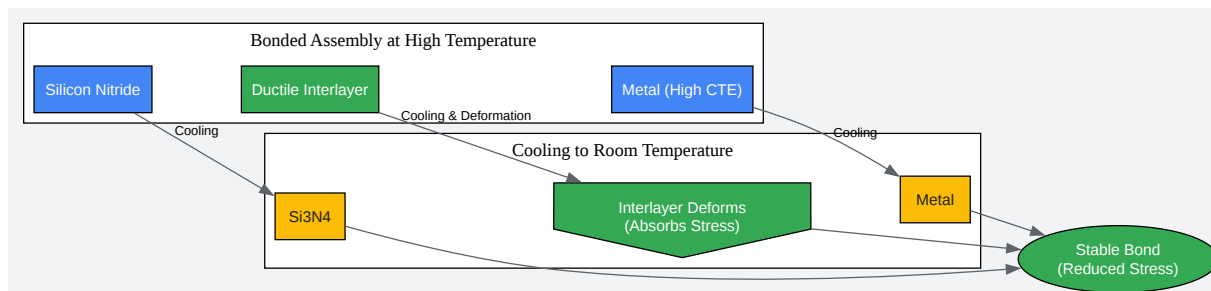 Bonded Assembly at High Temperature
Silicon Nitride
Ductile Interlayer
Metal (High CTE)
Cooling
Cooling & Deformation
Cooling
Cooling to Room Temperature
Si3N4
Interlayer Deforms
(Absorbs Stress)
Metal
Stable Bond
(Reduced Stress)